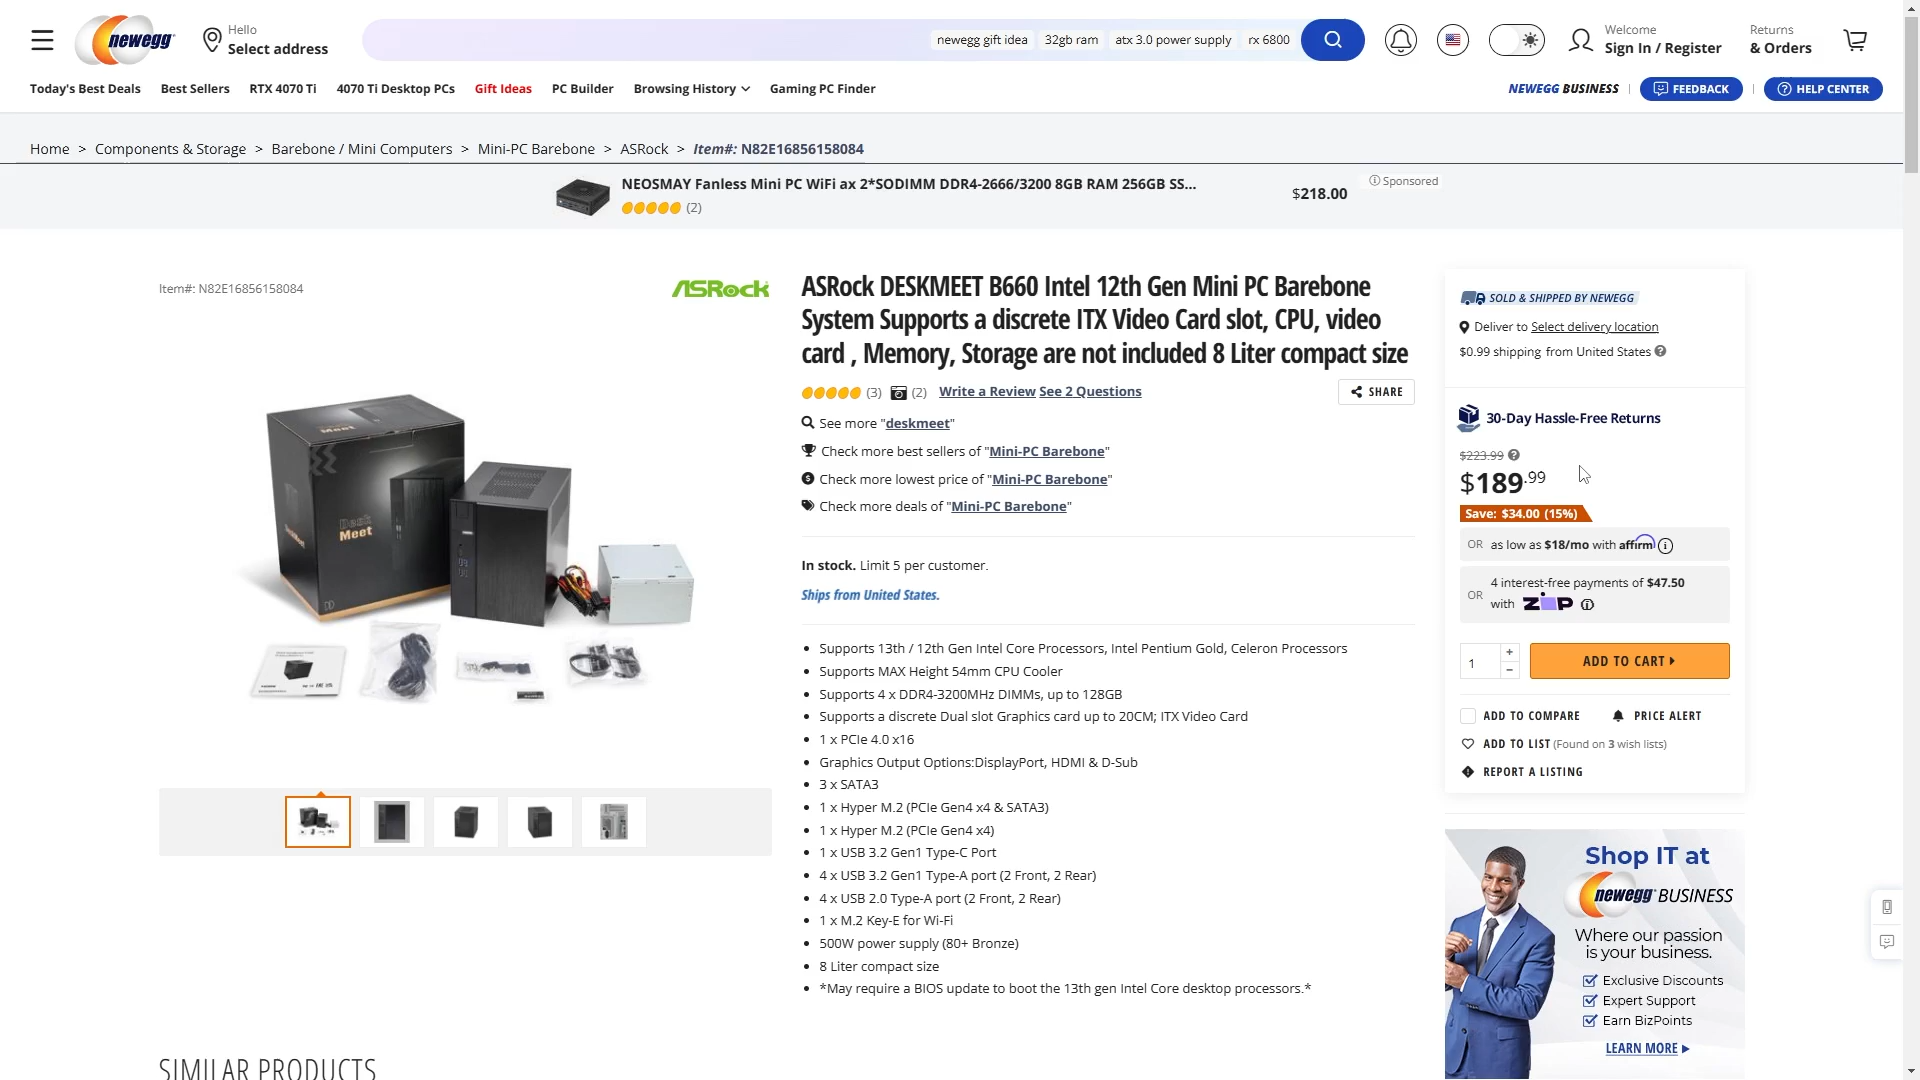 newegg
Hello
Select address
newegg gift idea
32gb ram
atx 3.0 power supply
rx 6800
Welcome
Sign In / Register
Returns
& Orders
Today's Best Deals
Best Sellers
RTX 4070 Ti
4070 Ti Desktop PCs
Gift Ideas
PC Builder
Browsing History
Gaming PC Finder
NEWEGG BUSINESS
FEEDBACK
HELP CENTER
Home > Components & Storage > Barebone / Mini Computers > Mini-PC Barebone > ASRock > Item#: N82E16856158084
NEOSMAY Fanless Mini PC WiFi ax 2*SODIMM DDR4-2666/3200 8GB RAM 256GB SS...
(2)
$218.00
Sponsored
Item#: N82E16856158084
ASRock
Desk Meet
ASRock DESKMEET B660 Intel 12th Gen Mini PC Barebone
System Supports a discrete ITX Video Card slot, CPU, video
card , Memory, Storage are not included 8 Liter compact size
(3) (2) Write a Review See 2 Questions
SHARE
See more "deskmeet"
Check more best sellers of "Mini-PC Barebone"
Check more lowest price of "Mini-PC Barebone"
Check more deals of "Mini-PC Barebone"
In stock. Limit 5 per customer.
Ships from United States.
Supports 13th / 12th Gen Intel Core Processors, Intel Pentium Gold, Celeron Processors
Supports MAX Height 54mm CPU Cooler
Supports 4 x DDR4-3200MHz DIMMs, up to 128GB
Supports a discrete Dual slot Graphics card up to 20CM; ITX Video Card
1 x PCIe 4.0 x16
Graphics Output Options:DisplayPort, HDMI & D-Sub
3 x SATA3
1 x Hyper M.2 (PCIe Gen4 x4 & SATA3)
1 x Hyper M.2 (PCIe Gen4 x4)
1 x USB 3.2 Gen1 Type-C Port
4 x USB 3.2 Gen1 Type-A port (2 Front, 2 Rear)
4 x USB 2.0 Type-A port (2 Front, 2 Rear)
1 x M.2 Key-E for Wi-Fi
500W power supply (80+ Bronze)
8 Liter compact size
*May require a BIOS update to boot the 13th gen Intel Core desktop processors.*
SOLD & SHIPPED BY NEWEGG
Deliver to Select delivery location
$0.99 shipping from United States
30-Day Hassle-Free Returns
$223.99
$189.99
Save: $34.00 (15%)
OR as low as $18/mo with affirm
OR 4 interest-free payments of $47.50
with ZIP
1
+
−
ADD TO CART
ADD TO COMPARE
PRICE ALERT
ADD TO LIST (Found on 3 wish lists)
REPORT A LISTING
Shop IT at
newegg BUSINESS
Where our passion
is your business.
Exclusive Discounts
Expert Support
Earn BizPoints
LEARN MORE
SIMILAR PRODUCTS